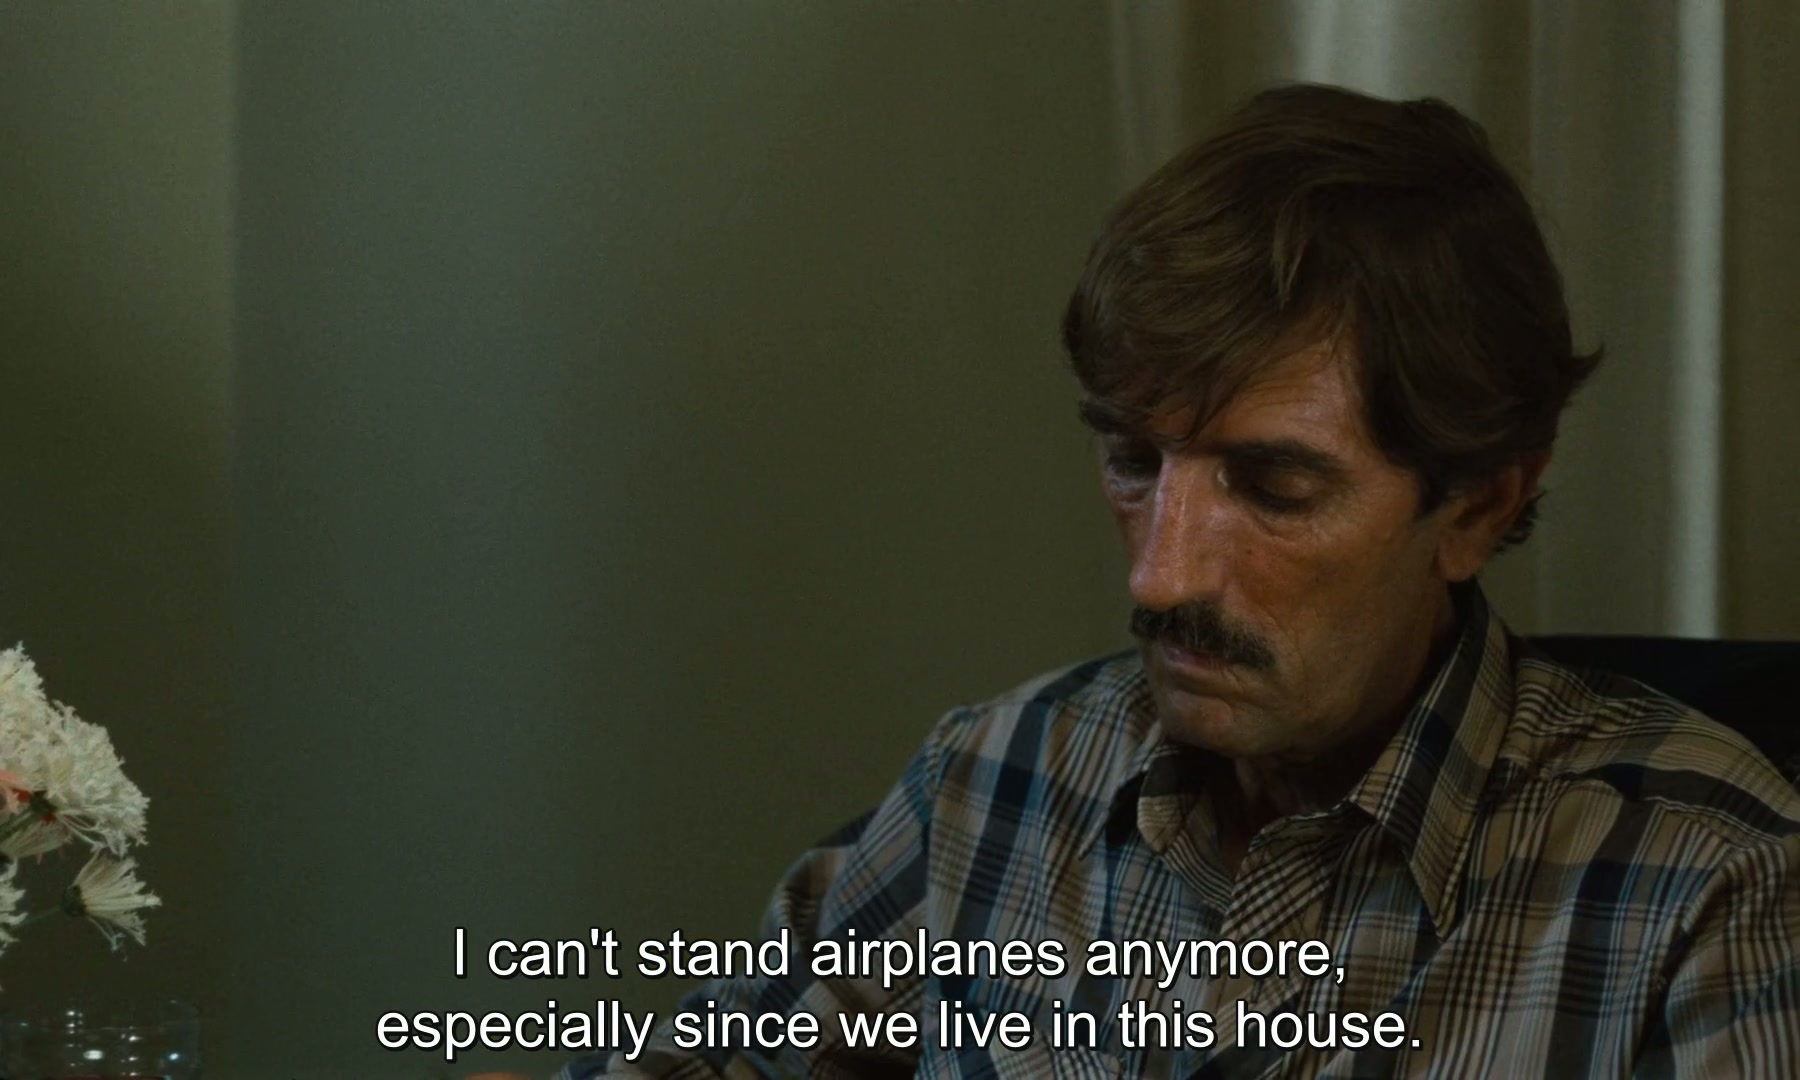 I can't stand airplanes anymore,
especially since we live in this house.